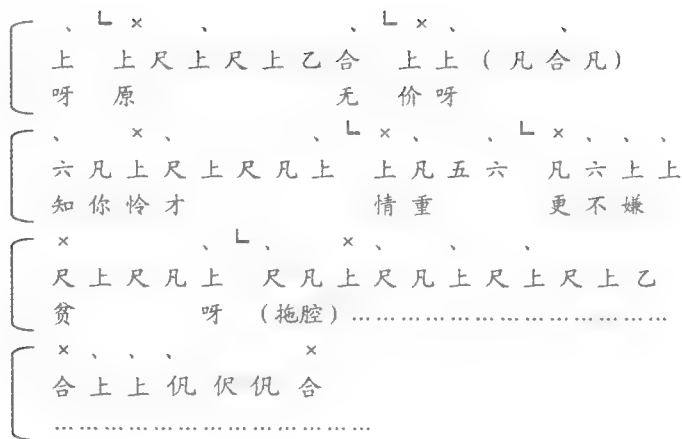 、 ㄴ × 、 、 ㄴ × 、 、
上 上 尺 上 尺 上 乙 合 上 上 ( 凡 合 凡 )
呀 原 无 价 呀
、 × 、 、 ㄴ × 、 、 ㄴ × 、 、 、
六 凡 上 尺 上 尺 凡 上 上 凡 五 六 凡 六 上 上
知 你 怜 才 情 重 更 不 嫌
× 、 ㄴ 、 × 、 、 、
尺 上 尺 凡 上 尺 凡 上 尺 凡 上 尺 上 尺 上 乙
贫 呀 (拖腔) ………………………………………
× 、 、 、 ×
合 上 上 仉 伬 仉 合
………………………………………